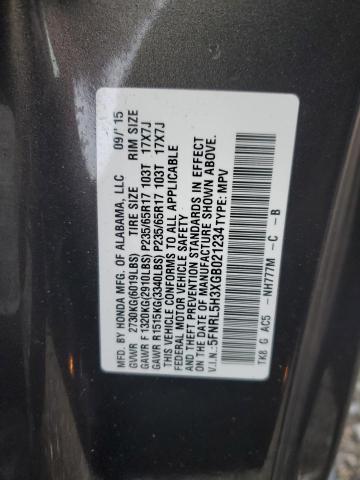 MFG. BY HONDA MFG. OF ALABAMA, LLC 09/'15
GVWR 2730KG(6019LBS) TIRE SIZE RIM SIZE
GAWR F 1320KG(2910LBS) P235/65R17 103T 17X7J
GAWR R1515KG(3340LBS) P235/65R17 103T 17X7J
THIS VEHICLE CONFORMS TO ALL APPLICABLE
FEDERAL MOTOR VEHICLE SAFETY
AND THEFT PREVENTION STANDARDS IN EFFECT
ON THE DATE OF MANUFACTURE SHOWN ABOVE.
V.I.N.: 5FNRL5H3XGB021234 TYPE: MPV
TK8 G AC5 -NH777M -C -B